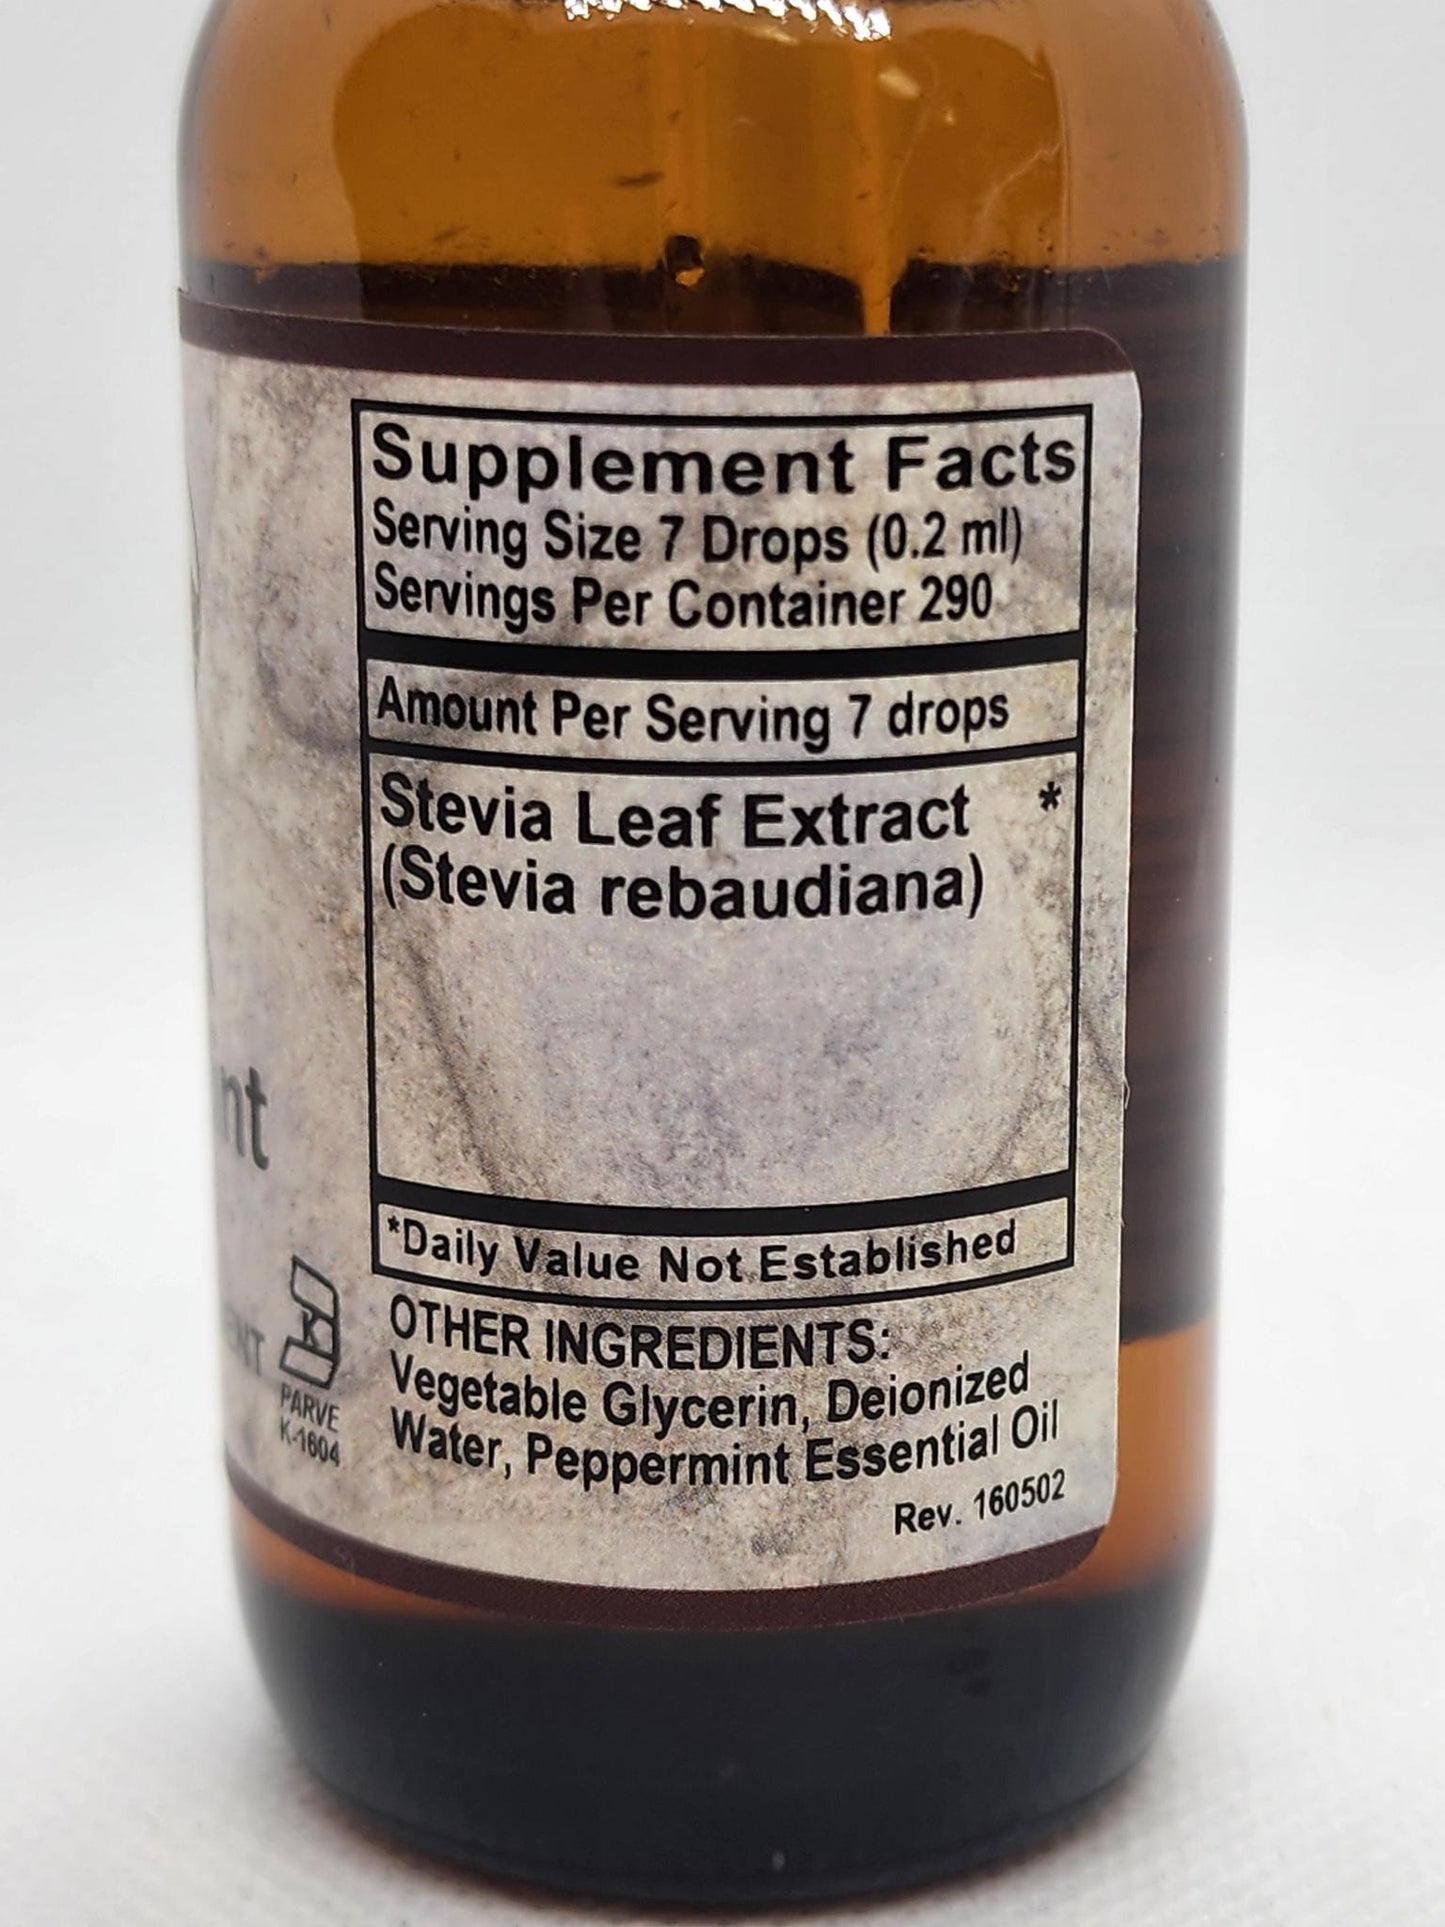 Supplement Facts
Serving Size 7 Drops (0.2 ml)
Servings Per Container 290
Amount Per Serving 7 drops
Stevia Leaf Extract *
(Stevia rebaudiana)
*Daily Value Not Established
OTHER INGREDIENTS:
Vegetable Glycerin, Deionized
Water, Peppermint Essential Oil
Rev. 160502
nt
ENT
K
PARVE
K-1604